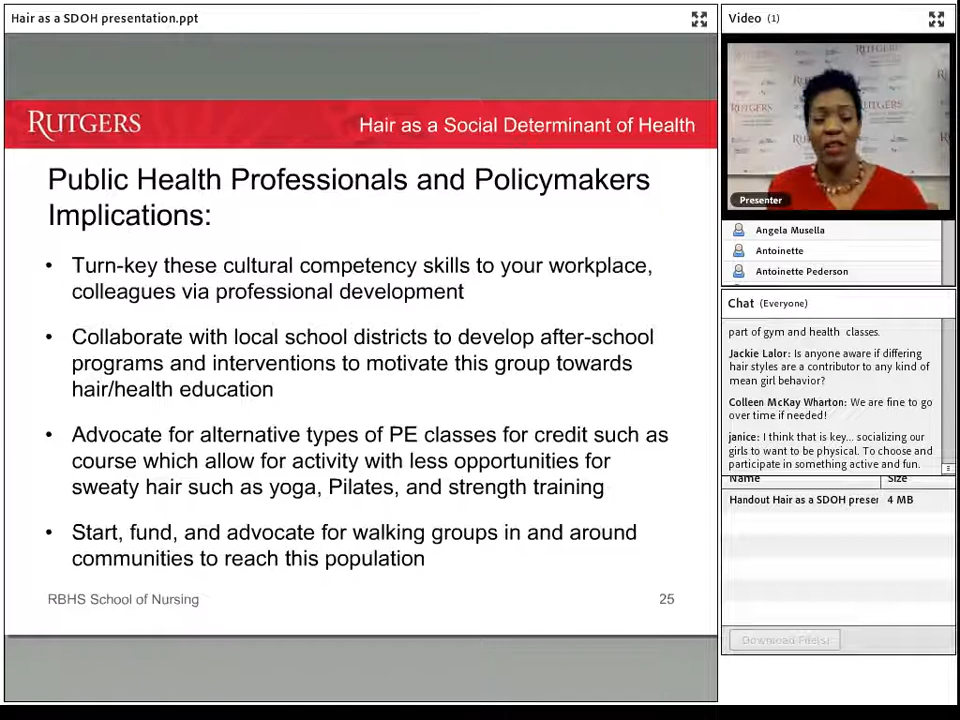 Hair as a SDOH presentation.ppt
RUTGERS
Hair as a Social Determinant of Health
Public Health Professionals and Policymakers
Implications:
• Turn-key these cultural competency skills to your workplace,
colleagues via professional development
• Collaborate with local school districts to develop after-school
programs and interventions to motivate this group towards
hair/health education
• Advocate for alternative types of PE classes for credit such as
course which allow for activity with less opportunities for
sweaty hair such as yoga, Pilates, and strength training
• Start, fund, and advocate for walking groups in and around
communities to reach this population
RBHS School of Nursing
25
Video (1)
RUTGERS
RUTGERS
Presenter
Angela Musella
Antoinette
Antoinette Pederson
Chat (Everyone)
part of gym and health classes.
Jackie Lalor: Is anyone aware if differing
hair styles are a contributor to any kind of
mean girl behavior?
Colleen McKay Wharton: We are fine to go
over time if needed!
janice: I think that is key... socializing our
girls to want to be physical. To choose and
participate in something active and fun.
Name Size
Handout Hair as a SDOH preser 4 MB
Download File(s)